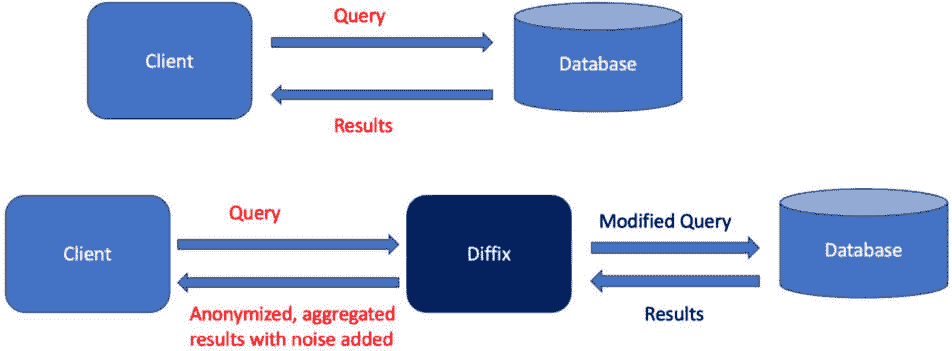 Query
Client
Database
Results
Query
Modified Query
Client
Diffix
Database
Anonymized, aggregated
results with noise added
Results